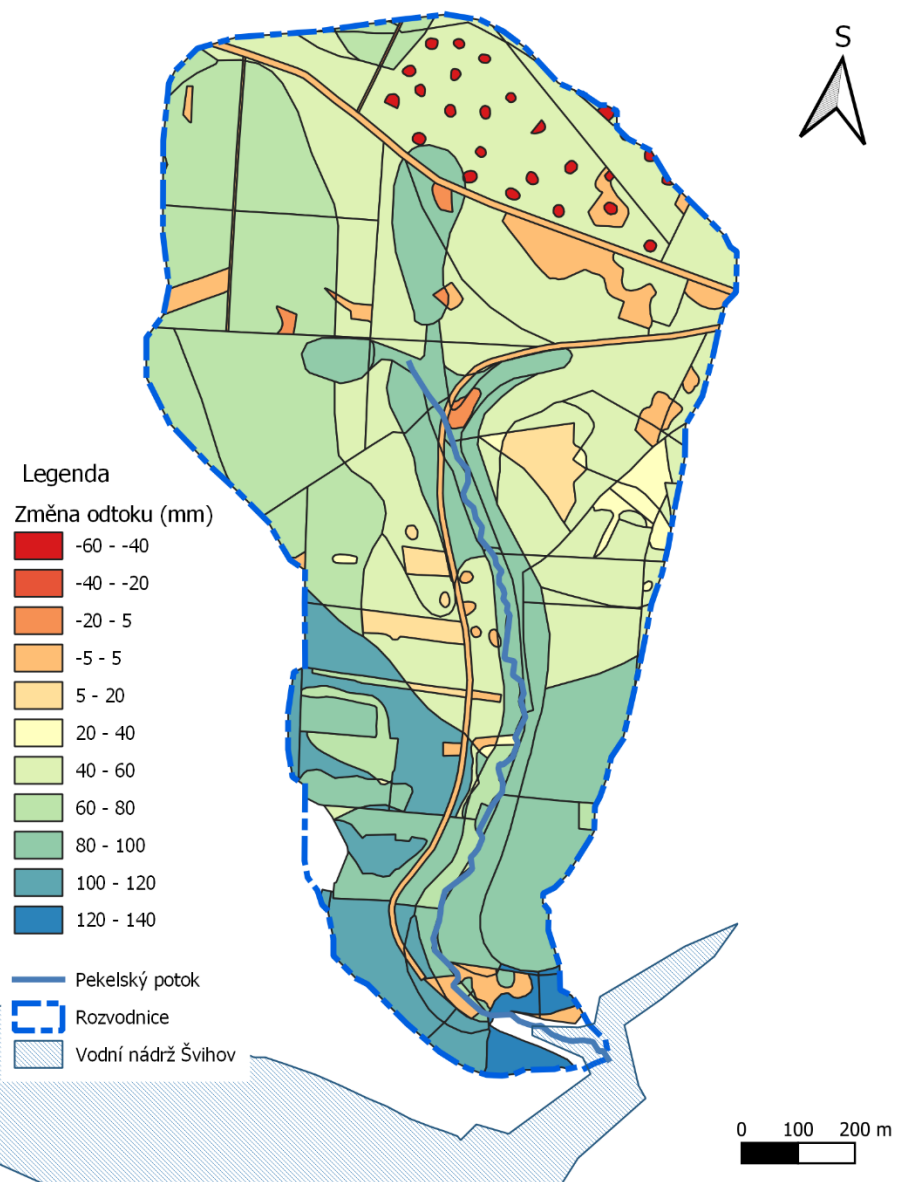 S
Legenda
Změna odtoku (mm)
-60 - -40
-40 - -20
-20 - 5
-5 - 5
5 - 20
20 - 40
40 - 60
60 - 80
80 - 100
100 - 120
120 - 140
Pekelský potok
Rozvodnice
Vodní nádrž Švihov
0 100 200 m